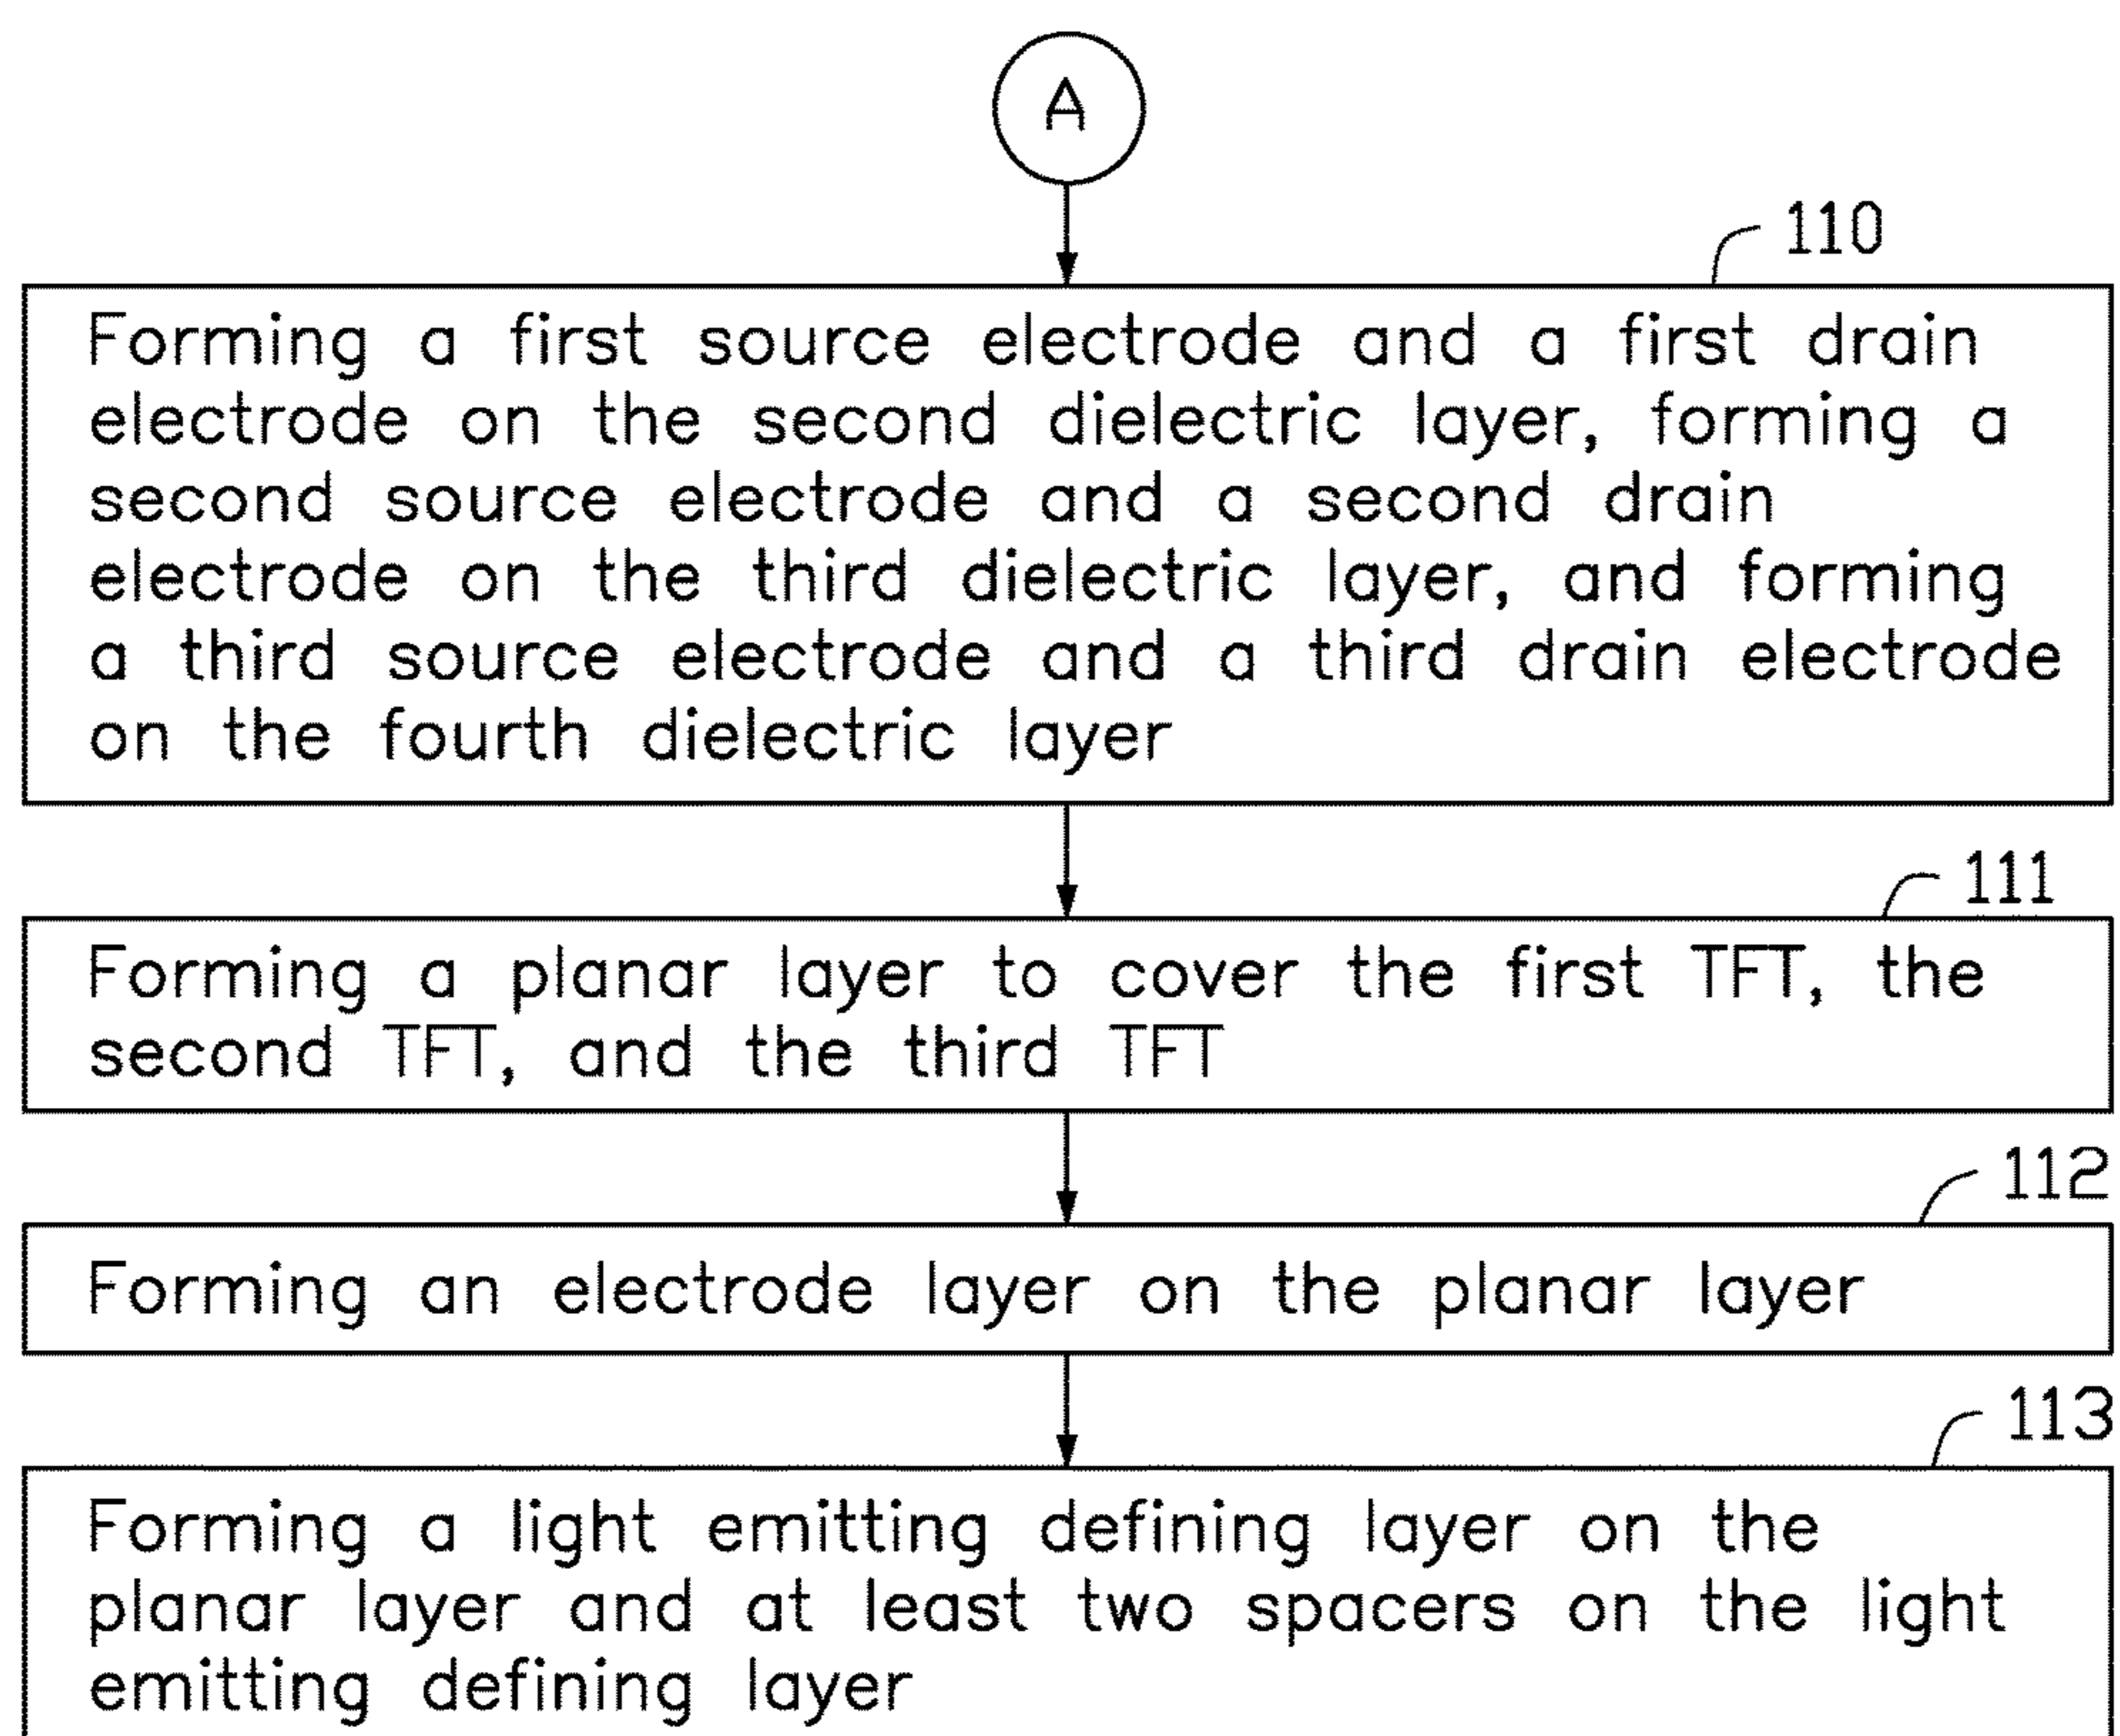 A
110
Forming a first source electrode and a first drain
electrode on the second dielectric layer, forming a
second source electrode and a second drain
electrode on the third dielectric layer, and forming
a third source electrode and a third drain electrode
on the fourth dielectric layer
111
Forming a planar layer to cover the first TFT, the
second TFT, and the third TFT
112
Forming an electrode layer on the planar layer
113
Forming a light emitting defining layer on the
planar layer and at least two spacers on the light
emitting defining layer